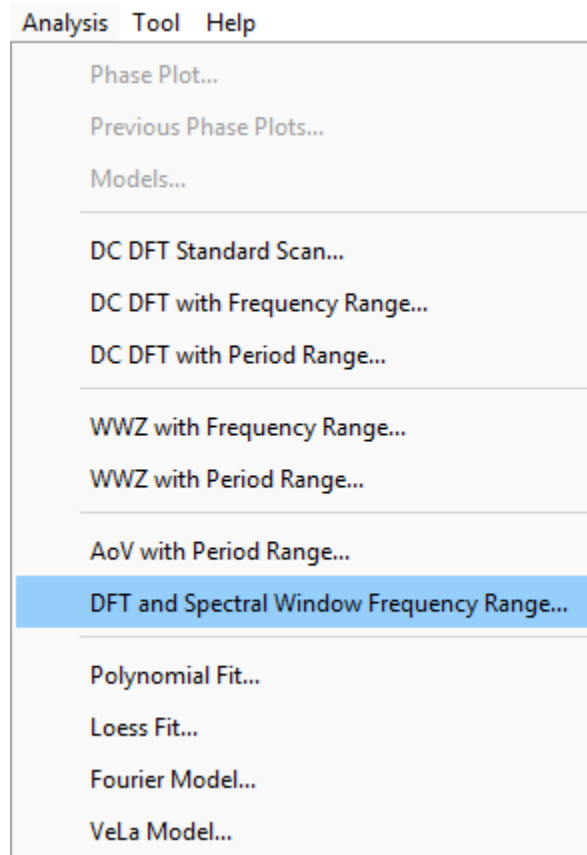 Analysis Tool Help
Phase Plot...
Previous Phase Plots...
Models...
DC DFT Standard Scan...
DC DFT with Frequency Range...
DC DFT with Period Range...
WWZ with Frequency Range...
WWZ with Period Range...
AoV with Period Range...
DFT and Spectral Window Frequency Range...
Polynomial Fit...
Loess Fit...
Fourier Model...
VeLa Model...